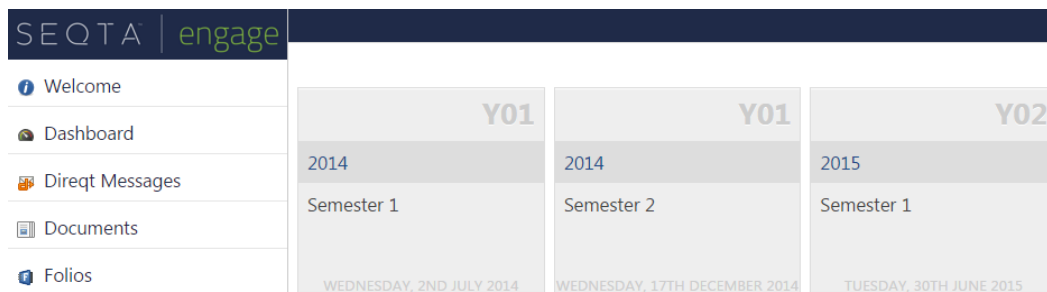 SEQTA | engage
Welcome
Dashboard
Direqt Messages
Documents
Folios
Y01
2014
Semester 1
WEDNESDAY, 2ND JULY 2014
Y01
2014
Semester 2
WEDNESDAY, 17TH DECEMBER 2014
Y02
2015
Semester 1
TUESDAY, 30TH JUNE 2015